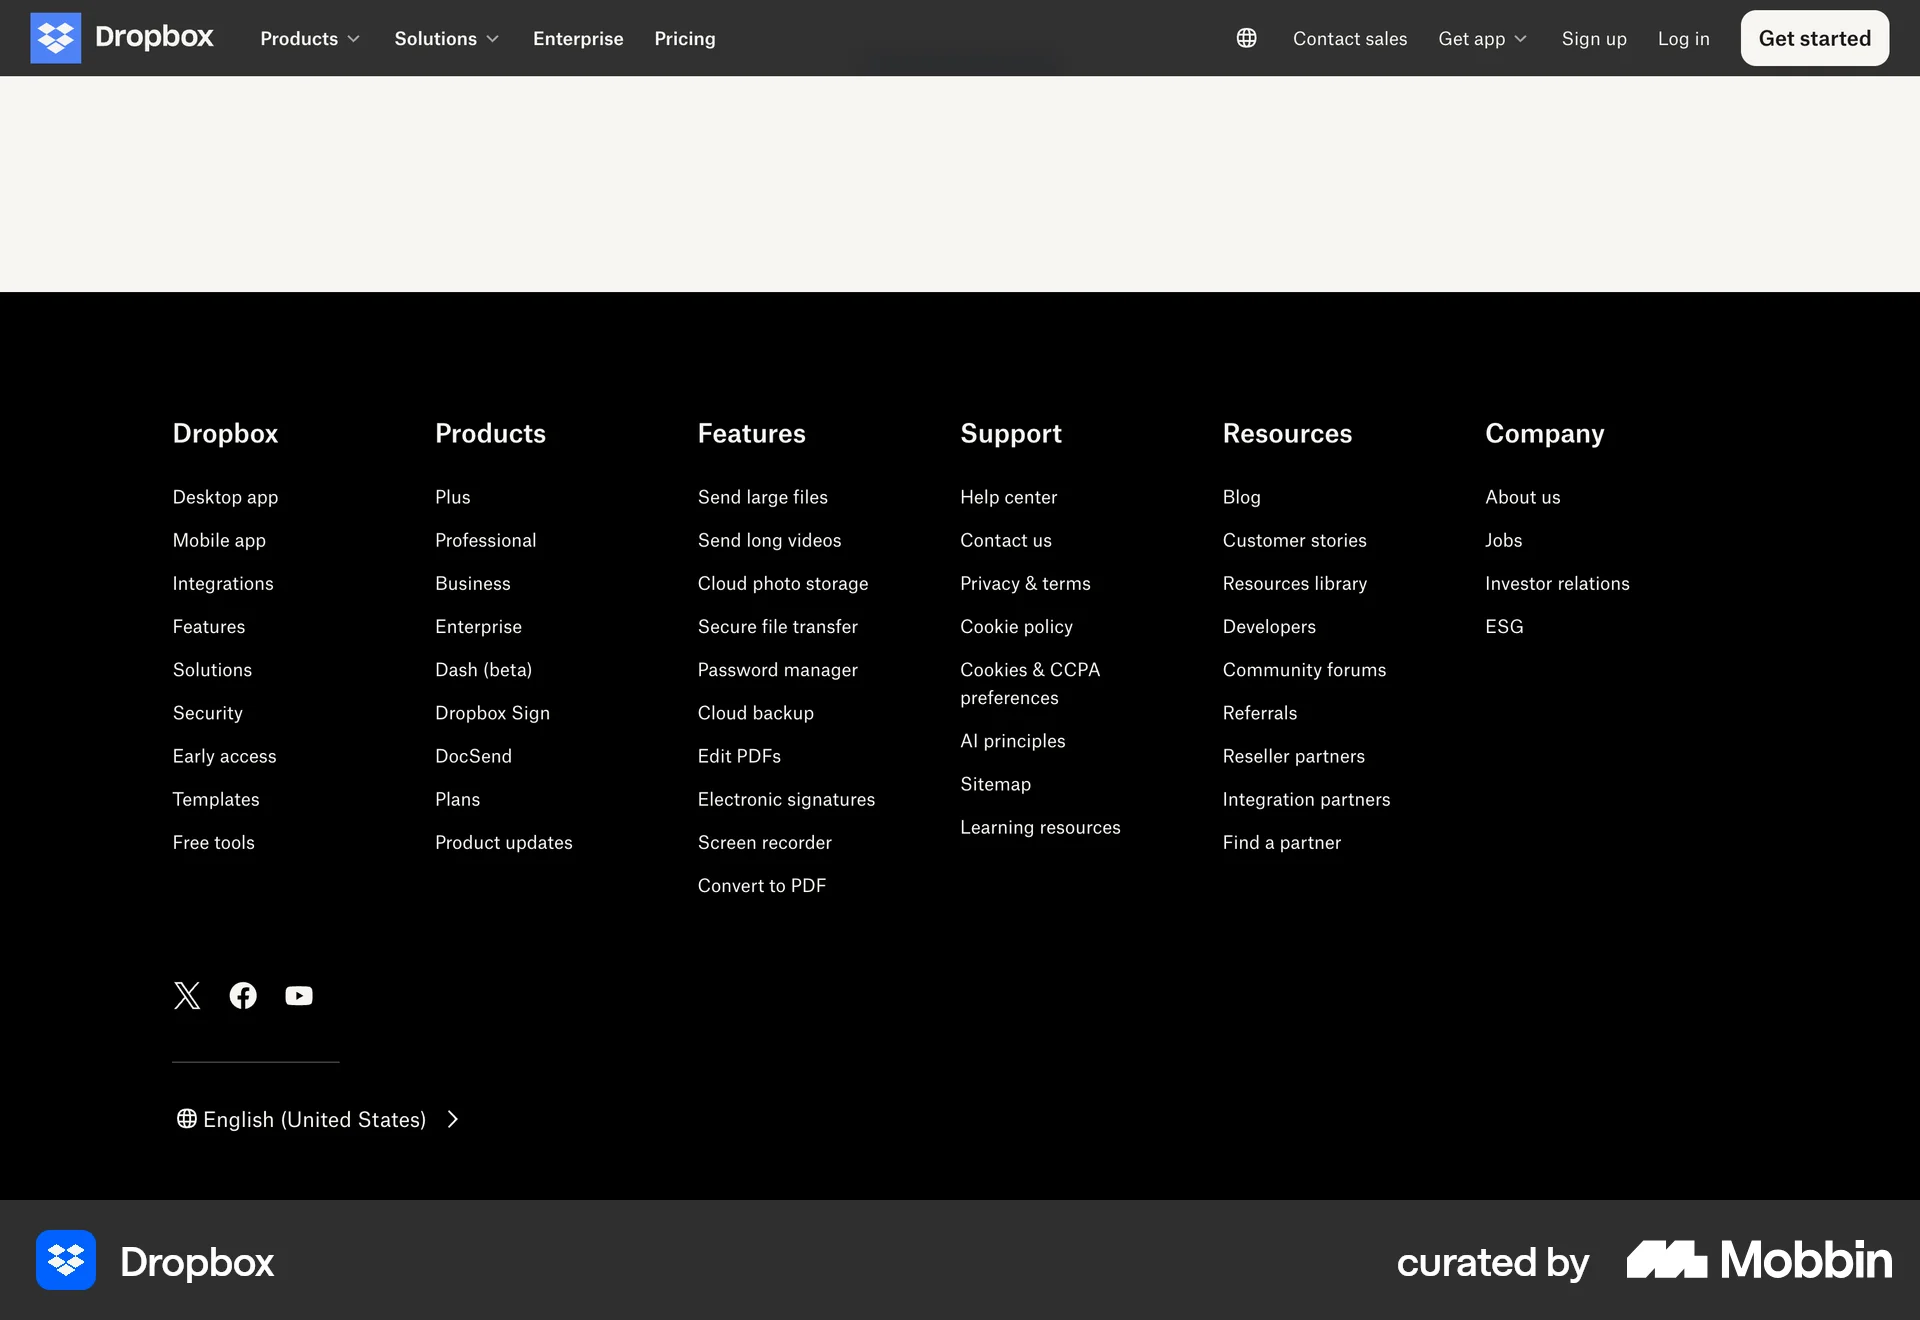 Dropbox Products Solutions Enterprise Pricing Contact sales Get app Sign up Log in Get started
Dropbox
Desktop app
Mobile app
Integrations
Features
Solutions
Security
Early access
Templates
Free tools
Products
Plus
Professional
Business
Enterprise
Dash (beta)
Dropbox Sign
DocSend
Plans
Product updates
Features
Send large files
Send long videos
Cloud photo storage
Secure file transfer
Password manager
Cloud backup
Edit PDFs
Electronic signatures
Screen recorder
Convert to PDF
Support
Help center
Contact us
Privacy & terms
Cookie policy
Cookies & CCPA
preferences
AI principles
Sitemap
Learning resources
Resources
Blog
Customer stories
Resources library
Developers
Community forums
Referrals
Reseller partners
Integration partners
Find a partner
Company
About us
Jobs
Investor relations
ESG
English (United States)
Dropbox
curated by Mobbin